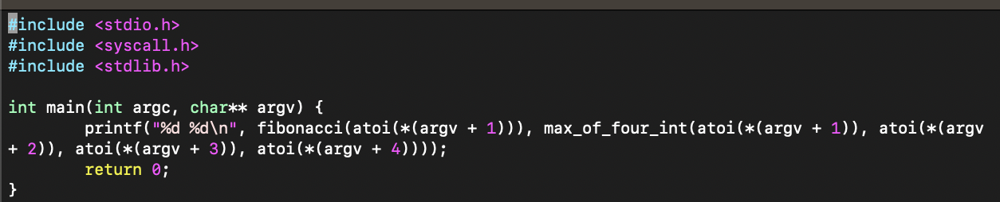 #include <stdio.h>
#include <syscall.h>
#include <stdlib.h>

int main(int argc, char** argv) {
        printf("%d %d\n", fibonacci(atoi(*(argv + 1))), max_of_four_int(atoi(*(argv + 1)), atoi(*(argv
+ 2)), atoi(*(argv + 3)), atoi(*(argv + 4))));
        return 0;
}